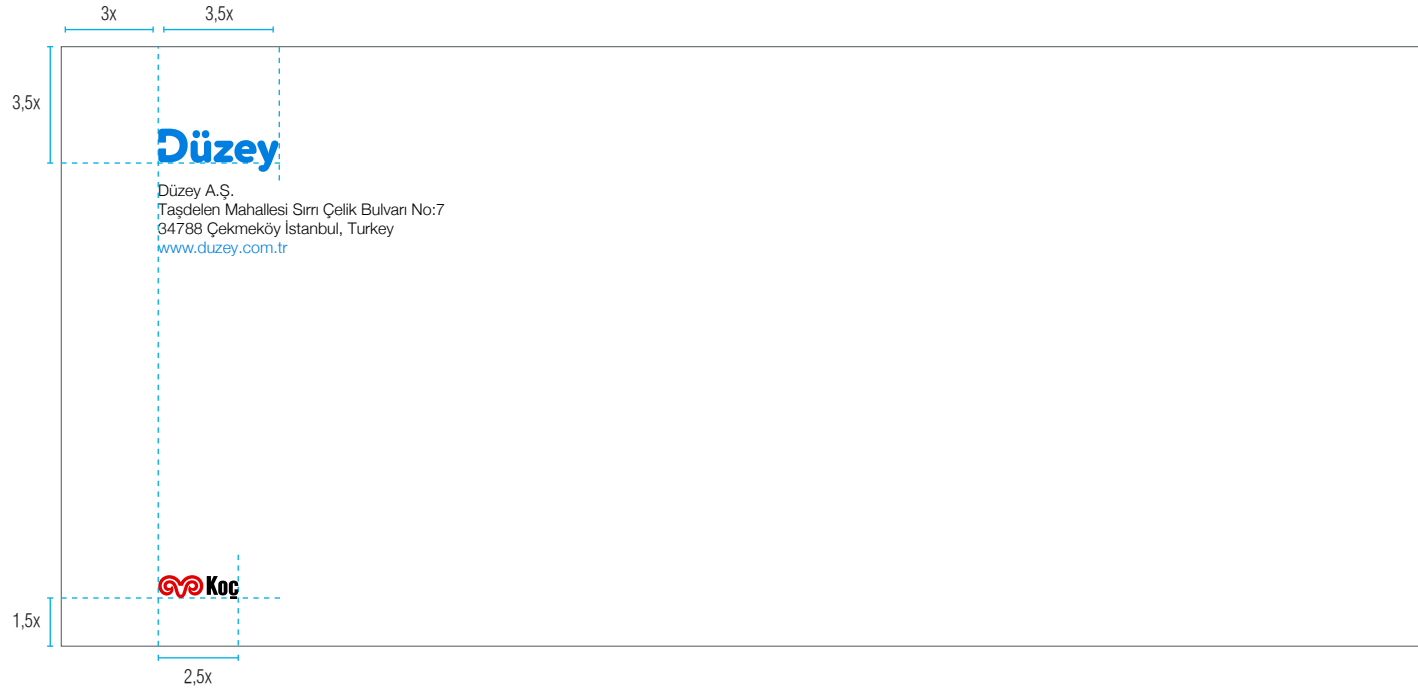 3x 3,5x
3,5x
Düzey
Düzey A.Ş.
Taşdelen Mahallesi Sırrı Çelik Bulvarı No:7
34788 Çekmeköy İstanbul, Turkey
www.duzey.com.tr
Koç
1,5x
2,5x